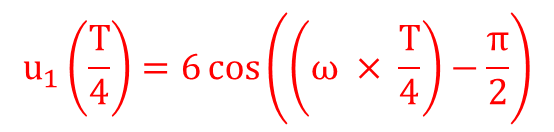 u₁(T/4) = 6 cos((ω × T/4) − π/2)